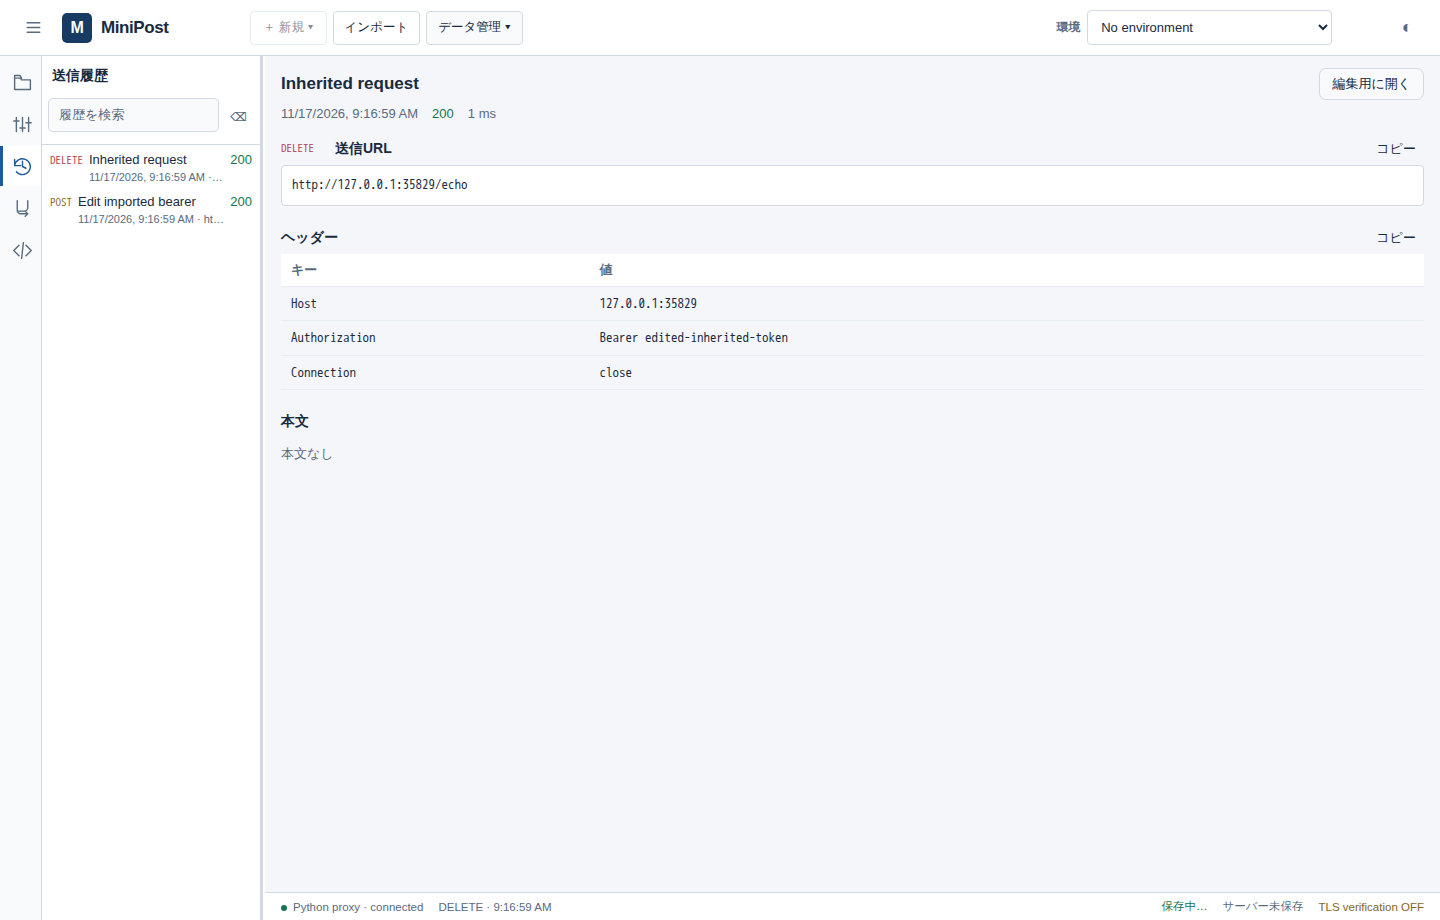 M MiniPost
＋ 新規 ▾
インポート
データ管理 ▾
環境
No environment
送信履歴
履歴を検索
DELETE Inherited request 200
11/17/2026, 9:16:59 AM ·…
POST Edit imported bearer 200
11/17/2026, 9:16:59 AM · ht…
Inherited request
編集用に開く
11/17/2026, 9:16:59 AM 200 1 ms
DELETE 送信URL コピー
http://127.0.0.1:35829/echo
ヘッダー コピー
キー 値
Host 127.0.0.1:35829
Authorization Bearer edited-inherited-token
Connection close
本文
本文なし
Python proxy · connected DELETE · 9:16:59 AM
保存中… サーバー未保存 TLS verification OFF